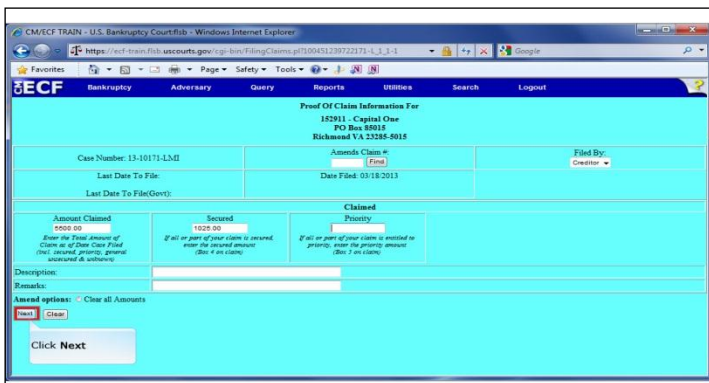 CM/ECF TRAIN - U.S. Bankruptcy Court:flsb - Windows Internet Explorer
https://ecf-train.flsb.uscourts.gov/cgi-bin/FilingClaims.pl?100451239722171-L_1_1-1
Google
Favorites Page Safety Tools
ECF Bankruptcy Adversary Query Reports Utilities Search Logout ?
Proof Of Claim Information For
152911 - Capital One
PO Box 85015
Richmond VA 23285-5015
Case Number: 13-10171-LMI
Amends Claim #:
Find
Filed By:
Creditor
Last Date To File:
Last Date To File(Govt):
Date Filed: 03/18/2013
Claimed
Amount Claimed
5600.00
Enter the Total Amount of
Claim as of Date Case Filed
(incl. secured, priority, general
unsecured & unknown)
Secured
1025.00
If all or part of your claim is secured,
enter the secured amount
(Box 4 on claim)
Priority
If all or part of your claim is entitled to
priority, enter the priority amount
(Box 5 on claim)
Description:
Remarks:
Amend options: Clear all Amounts
Next Clear
Click Next